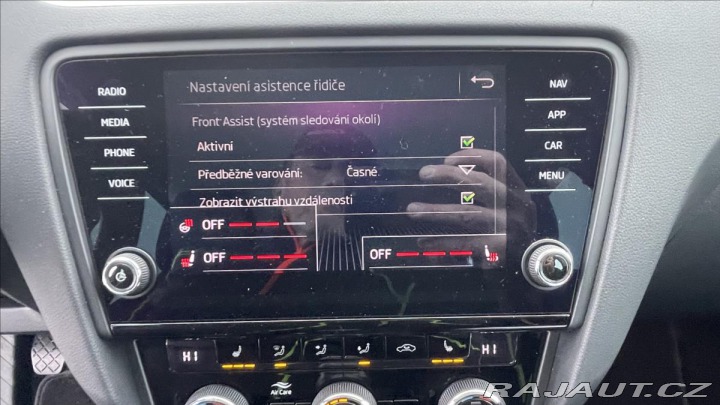 Nastavení asistence řidiče
RADIO
MEDIA
PHONE
VOICE
NAV
APP
CAR
MENU
Front Assist (systém sledování okolí)
Aktivní
Předběžné varování: Časné
Zobrazit výstrahu vzdálenosti
OFF
OFF
OFF
HI
HI
Air Care
RAJAUT.CZ